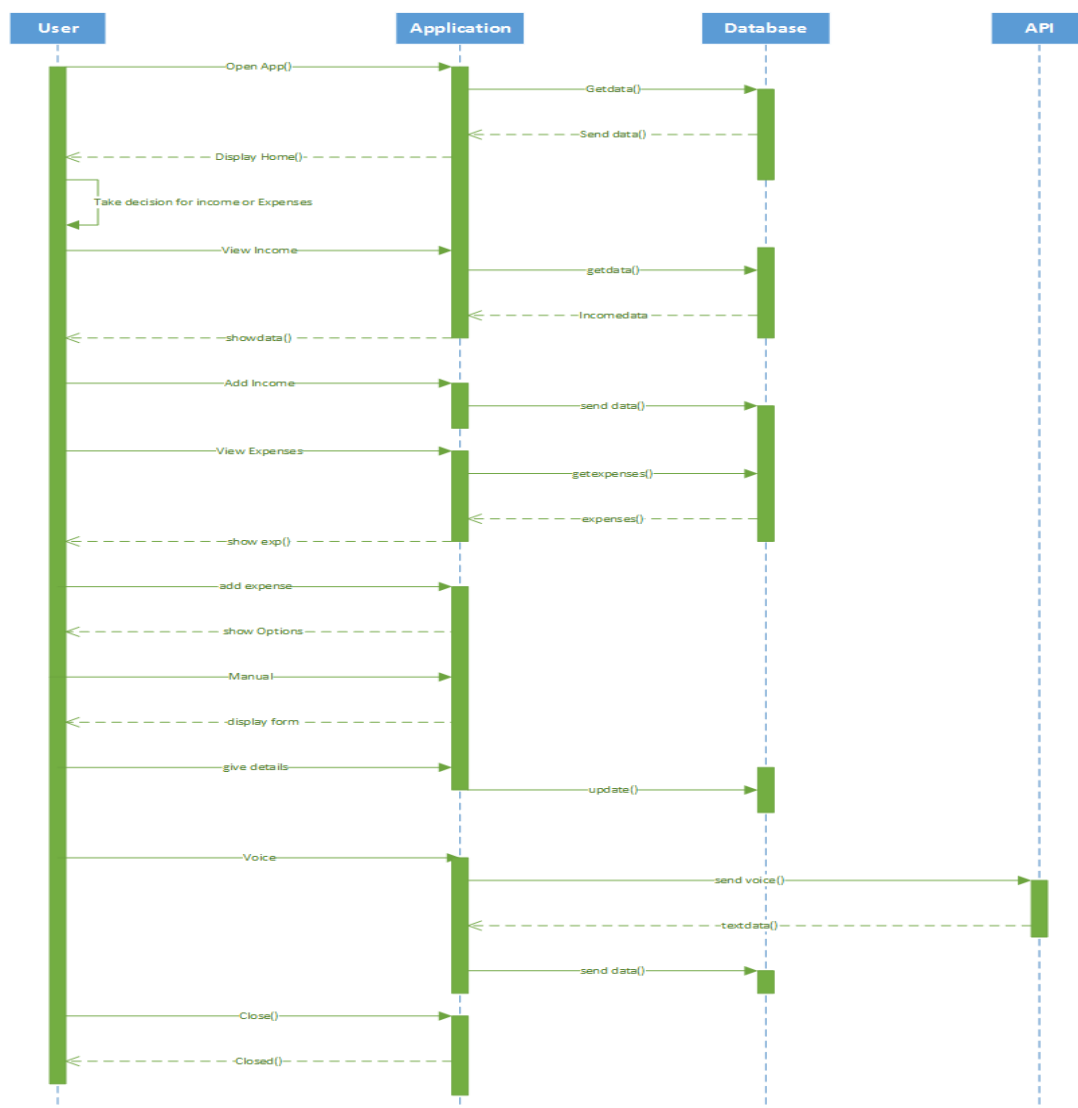 User
Application
Database
API
Open App()
Getdata()
Send data()
Display Home()
Take decision for income or Expenses
View Income
getdata()
Incomedata
showdata()
Add Income
send data()
View Expenses
getexpenses()
expenses()
show exp()
add expense
show Options
Manual
display form
give details
update()
Voice
send voice()
textdata()
send data()
Close()
Closed()